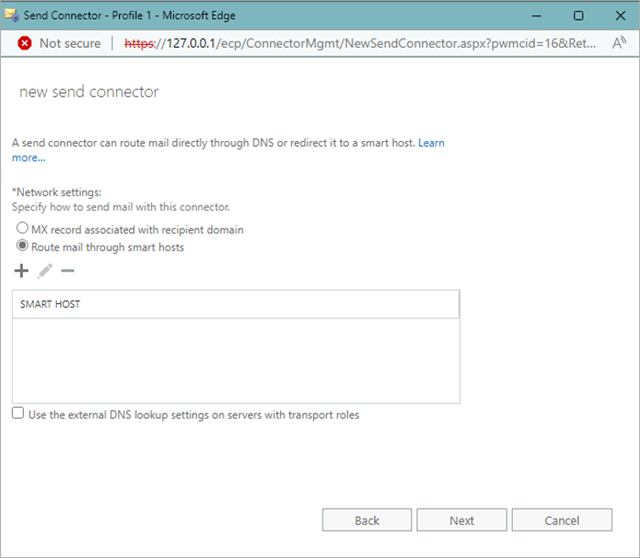 Send Connector - Profile 1 - Microsoft Edge
Not secure https://127.0.0.1/ecp/ConnectorMgmt/NewSendConnector.aspx?pwmcid=16&Ret... A
new send connector
A send connector can route mail directly through DNS or redirect it to a smart host. Learn
more...
*Network settings:
Specify how to send mail with this connector.
MX record associated with recipient domain
Route mail through smart hosts
SMART HOST
Use the external DNS lookup settings on servers with transport roles
Back Next Cancel